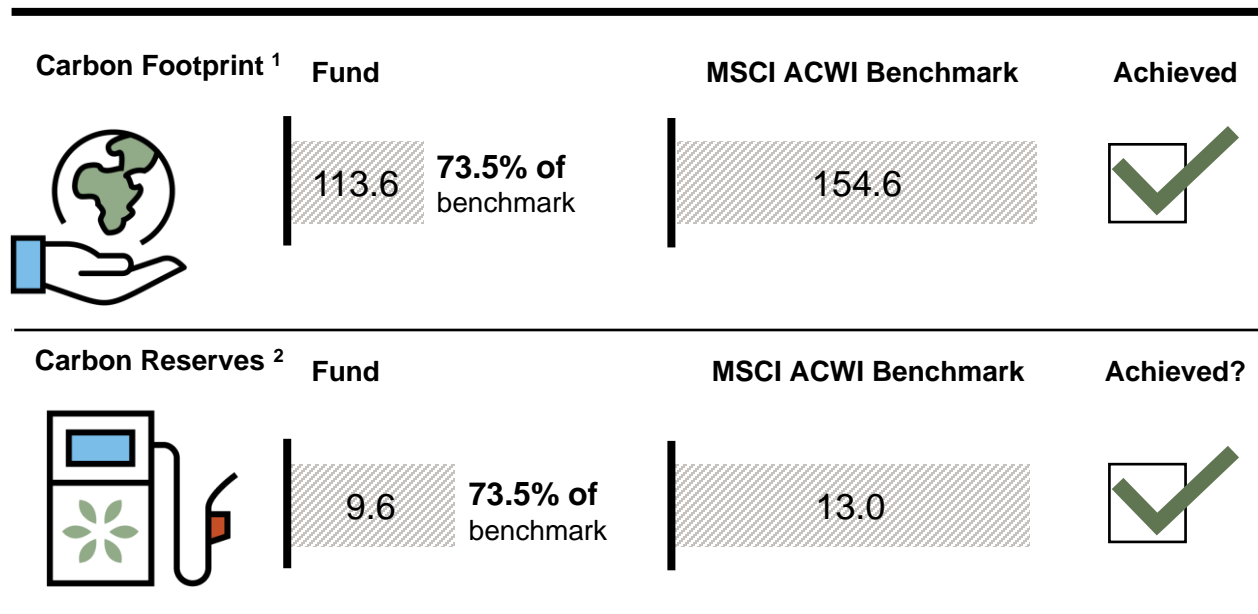 Carbon Footprint 1 Fund MSCI ACWI Benchmark Achieved
113.6 73.5% of benchmark 154.6
Carbon Reserves 2 Fund MSCI ACWI Benchmark Achieved?
9.6 73.5% of benchmark 13.0